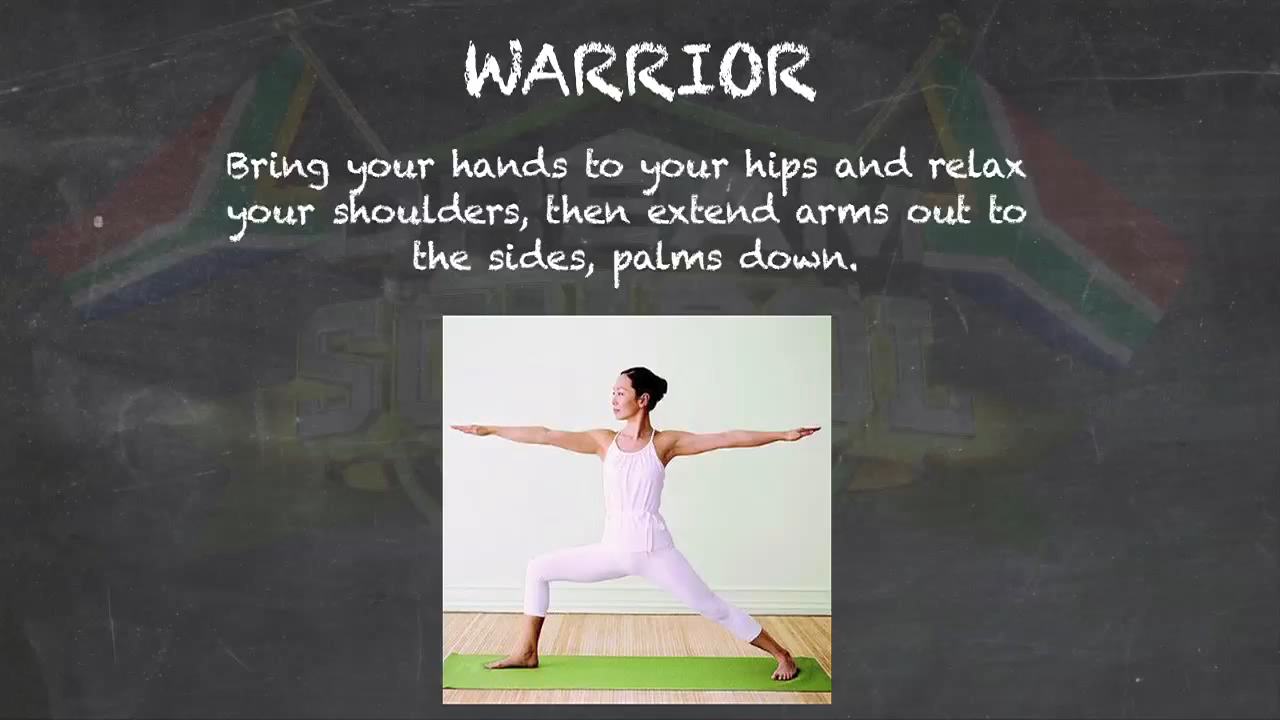 WARRIOR
Bring your hands to your hips and relax
your shoulders, then extend arms out to
the sides, palms down.